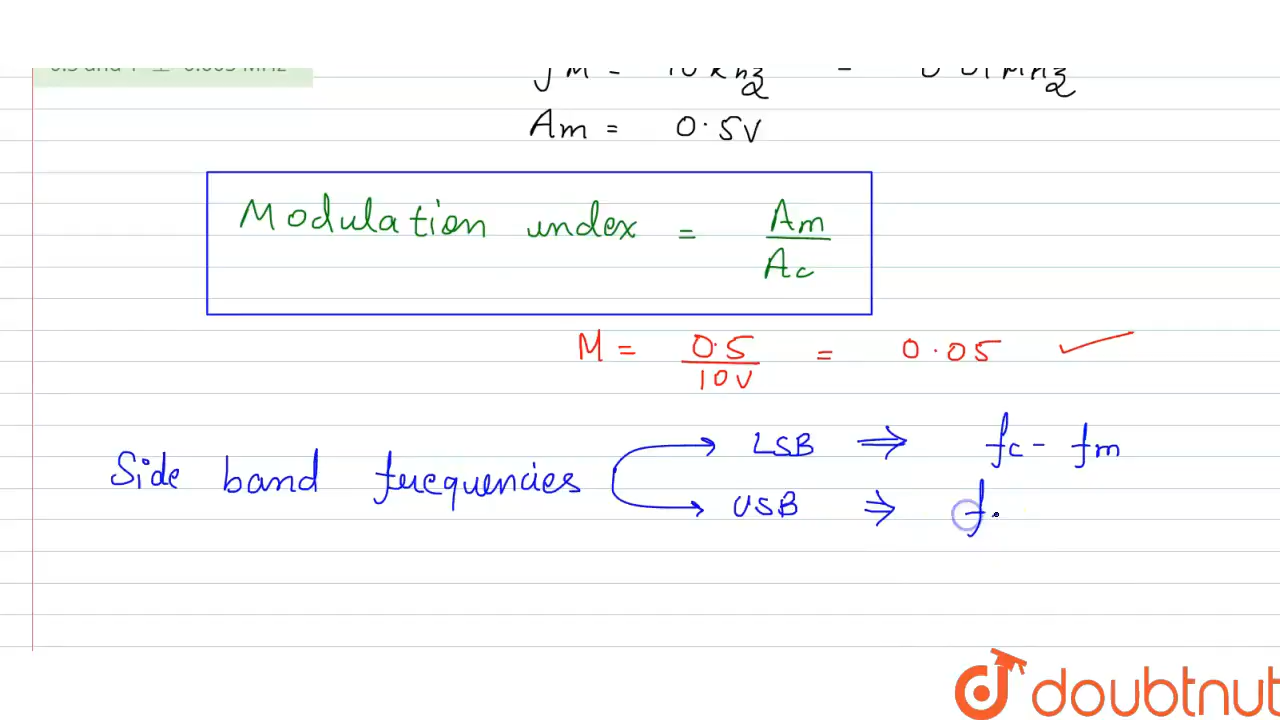 Am = 0.5V
Modulation index = Am
Ac
M = 0.5 = 0.05 ✓
10V
LSB ⇒ fc - fm
Side band frequencies
USB ⇒ f
doubtnut